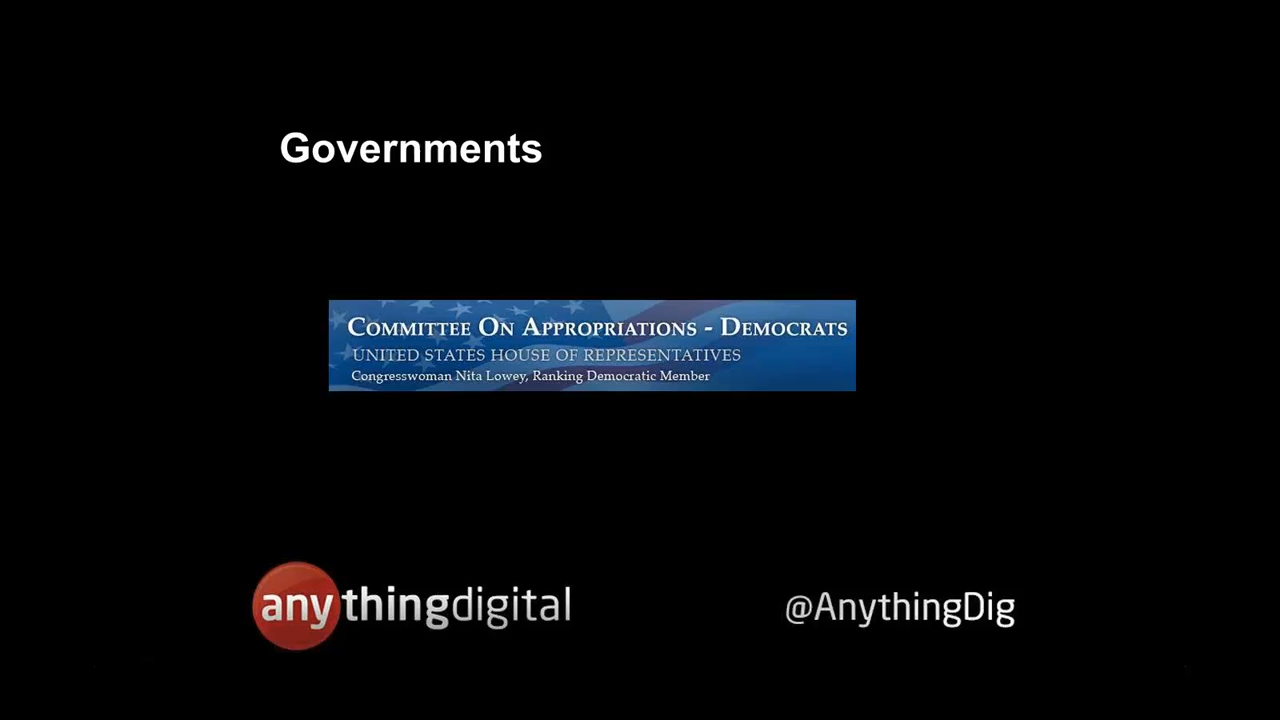 Governments
COMMITTEE ON APPROPRIATIONS - DEMOCRATS
UNITED STATES HOUSE OF REPRESENTATIVES
Congresswoman Nita Lowey, Ranking Democratic Member
anythingdigital
@AnythingDig